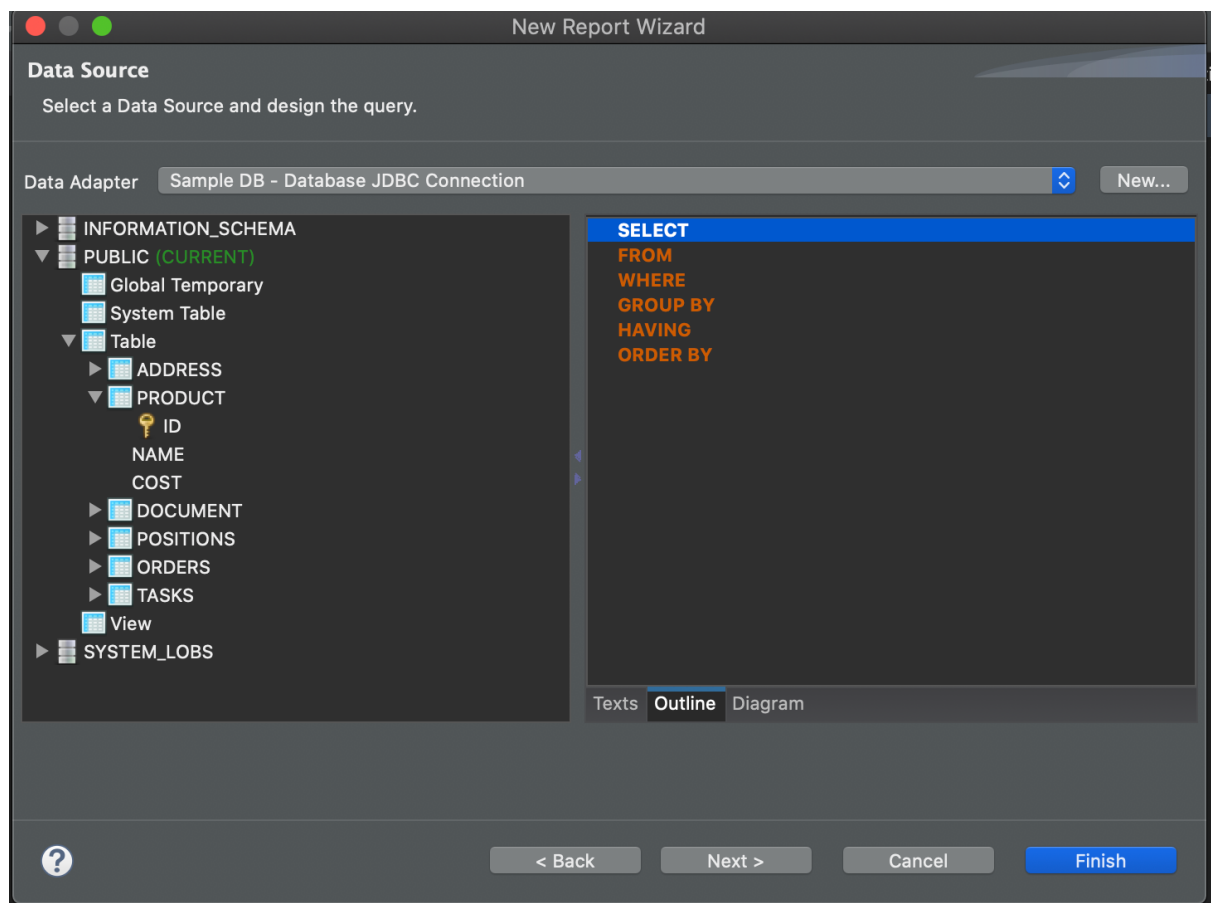 New Report Wizard
Data Source
Select a Data Source and design the query.
Data Adapter Sample DB - Database JDBC Connection New...
INFORMATION_SCHEMA
PUBLIC (CURRENT)
Global Temporary
System Table
Table
ADDRESS
PRODUCT
ID
NAME
COST
DOCUMENT
POSITIONS
ORDERS
TASKS
View
SYSTEM_LOBS
SELECT
FROM
WHERE
GROUP BY
HAVING
ORDER BY
Texts Outline Diagram
? < Back Next > Cancel Finish